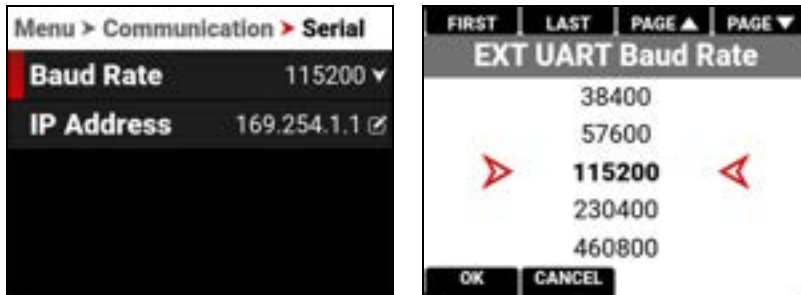 Menu > Communication > Serial
Baud Rate 115200
IP Address 169.254.1.1
FIRST LAST PAGE▲ PAGE▼
EXT UART Baud Rate
38400
57600
115200
230400
460800
OK CANCEL